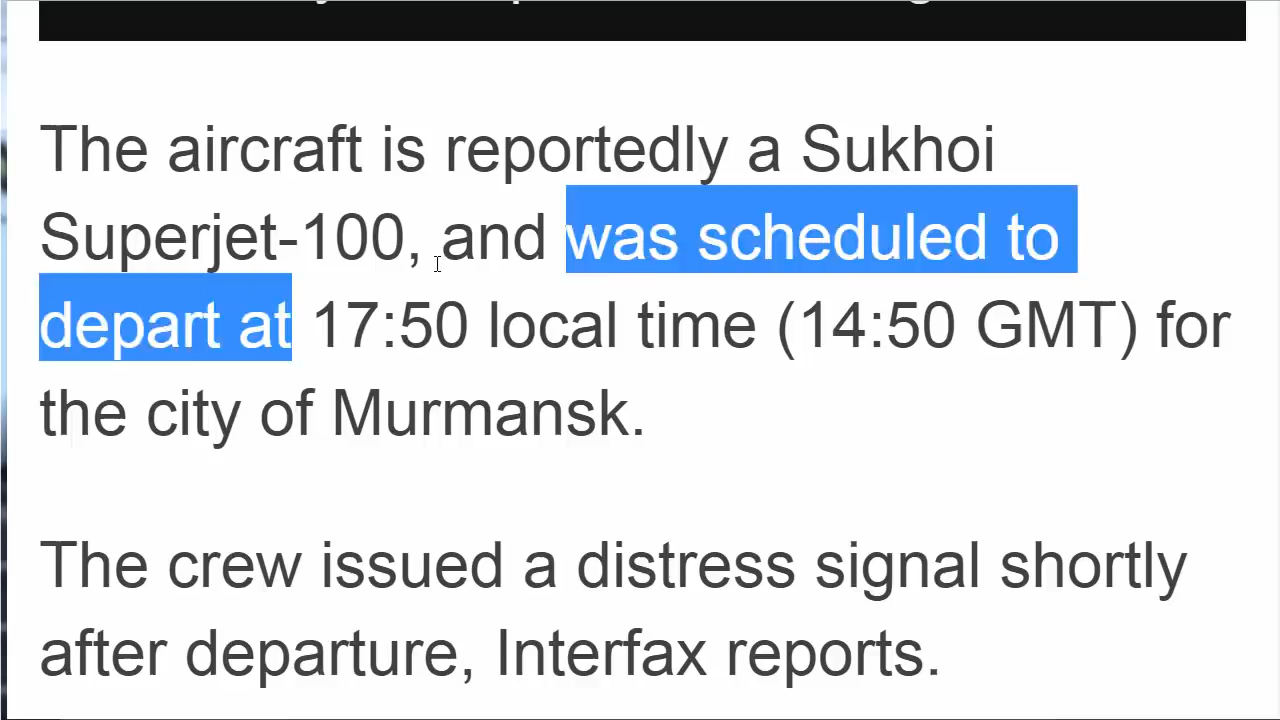 The aircraft is reportedly a Sukhoi
Superjet-100, and was scheduled to
depart at 17:50 local time (14:50 GMT) for
the city of Murmansk.
The crew issued a distress signal shortly
after departure, Interfax reports.